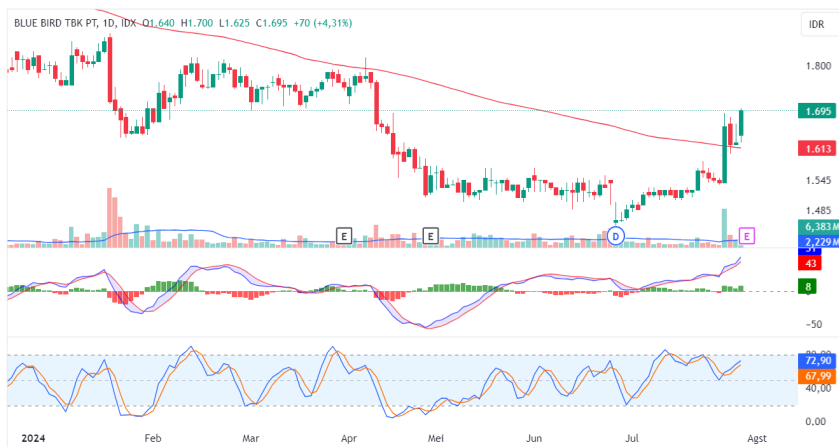 BLUE BIRD TBK PT, 1D, IDX O1.640 H1.700 L1.625 C1.695 +70 (+4,31%)
IDR
1.800
1.695
1.613
1.545
1.485
6,383M
2,229M
E
E
D
E
43
8
−50
72,90
67,99
40,00
0,00
2024
Feb
Mar
Apr
Mei
Jun
Jul
Agst